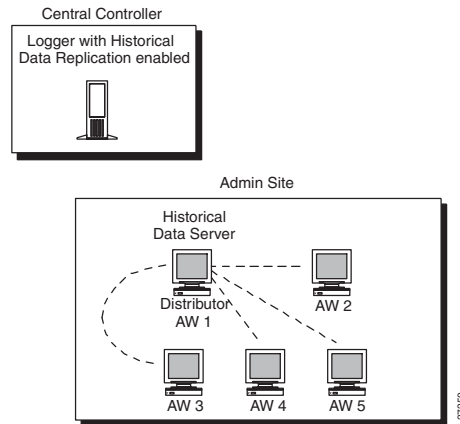 Central Controller
Logger with Historical
Data Replication enabled
Admin Site
Historical
Data Server
Distributor
AW 1
AW 2
AW 3
AW 4
AW 5